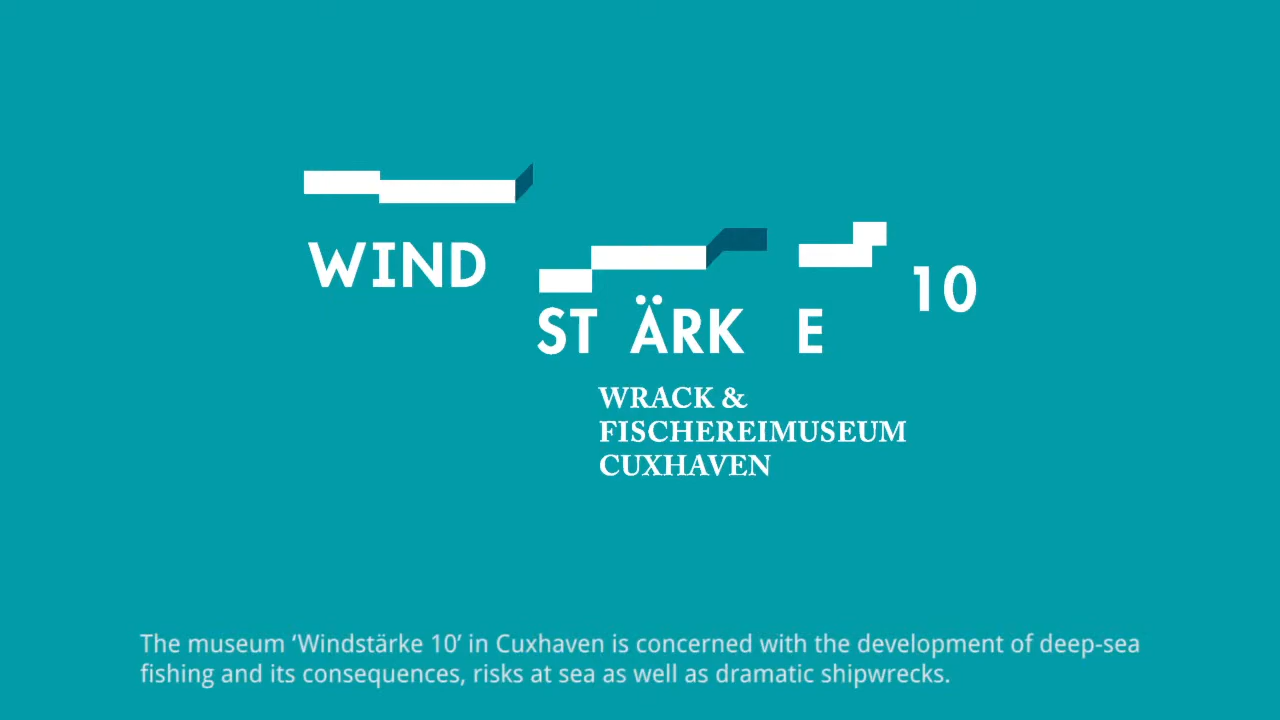 WIND
ST ÄRK E 10
WRACK &
FISCHEREIMUSEUM
CUXHAVEN
The museum ‘Windstärke 10’ in Cuxhaven is concerned with the development of deep-sea
fishing and its consequences, risks at sea as well as dramatic shipwrecks.